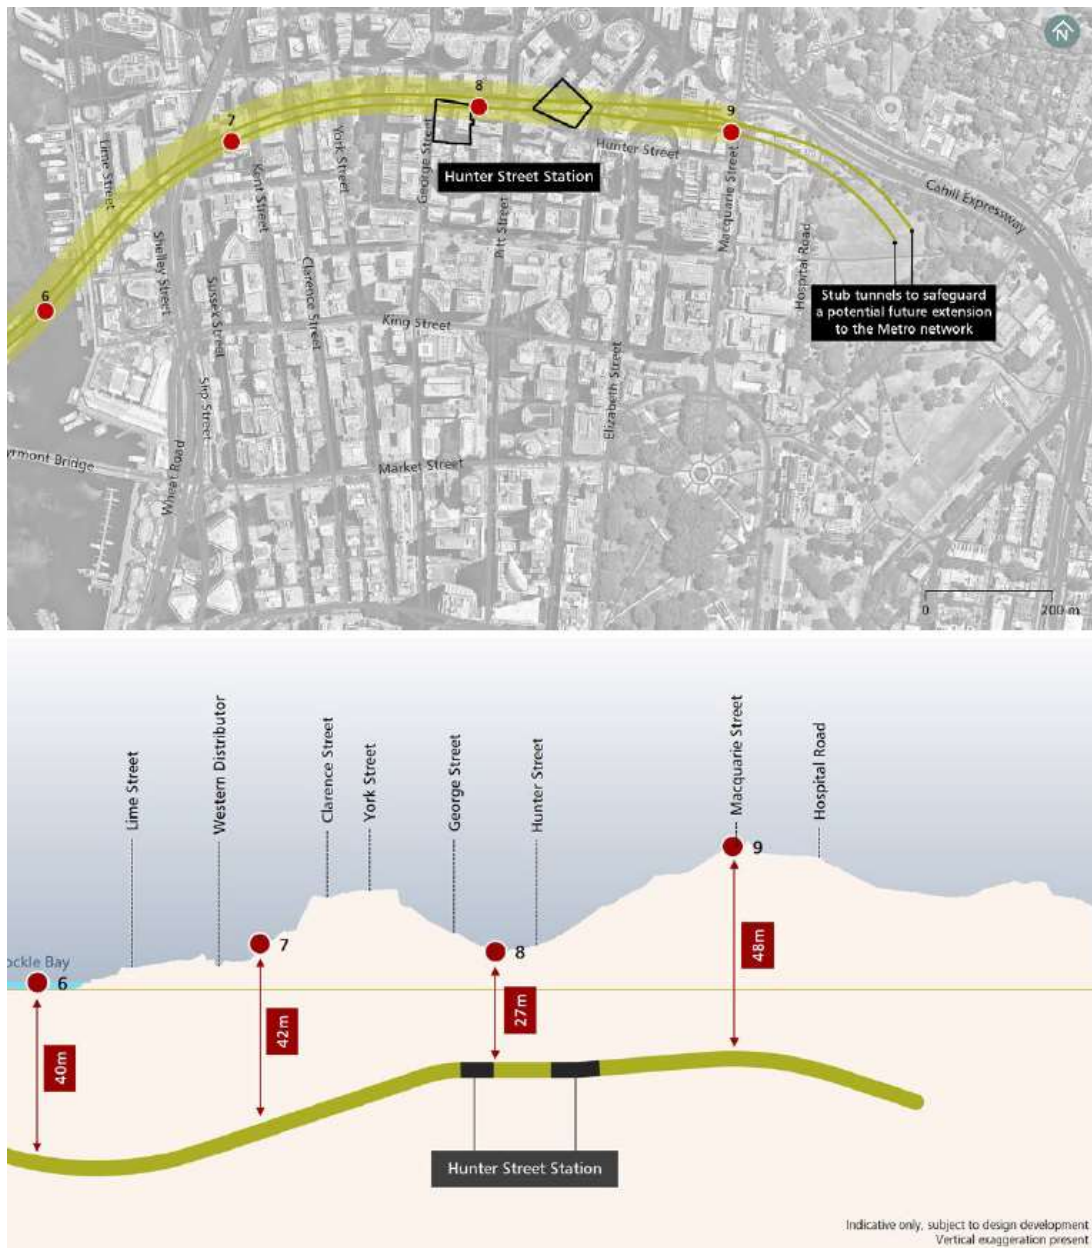 N
8
9
7
6
Lime Street
Shelley Street
Kent Street
York Street
George Street
Hunter Street Station
Hunter Street
Pitt Street
Macquarie Street
Cahill Expressway
Hospital Road
Sussex Street
Clarence Street
King Street
Stub tunnels to safeguard
a potential future extension
to the Metro network
Slip Street
Elizabeth Street
Wheat Road
yrmont Bridge
Market Street
0
200 m
Lime Street
Western Distributor
Clarence Street
York Street
George Street
Hunter Street
Macquarie Street
Hospital Road
9
7
8
ockle Bay
6
40m
42m
27m
48m
Hunter Street Station
Indicative only, subject to design development
Vertical exaggeration present